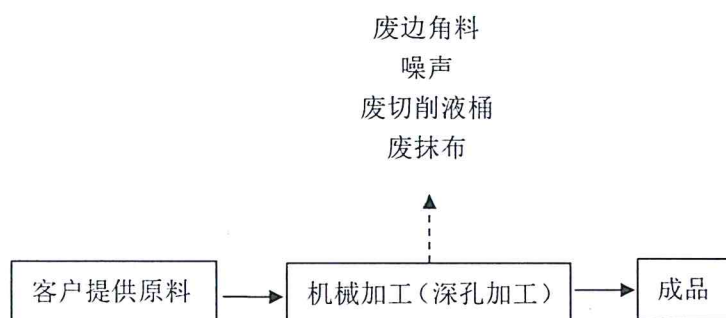 废边角料
噪声
废切削液桶
废抹布
客户提供原料
机械加工（深孔加工）
成品